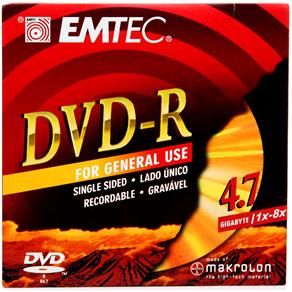 EMTEC
DVD-R
FOR GENERAL USE
SINGLE SIDED • LADO ÚNICO
RECORDABLE • GRAVÁVEL
4.7
GIGABYTE / 1x-8x
DVD™
R
made of
makrolon
the high-tech material